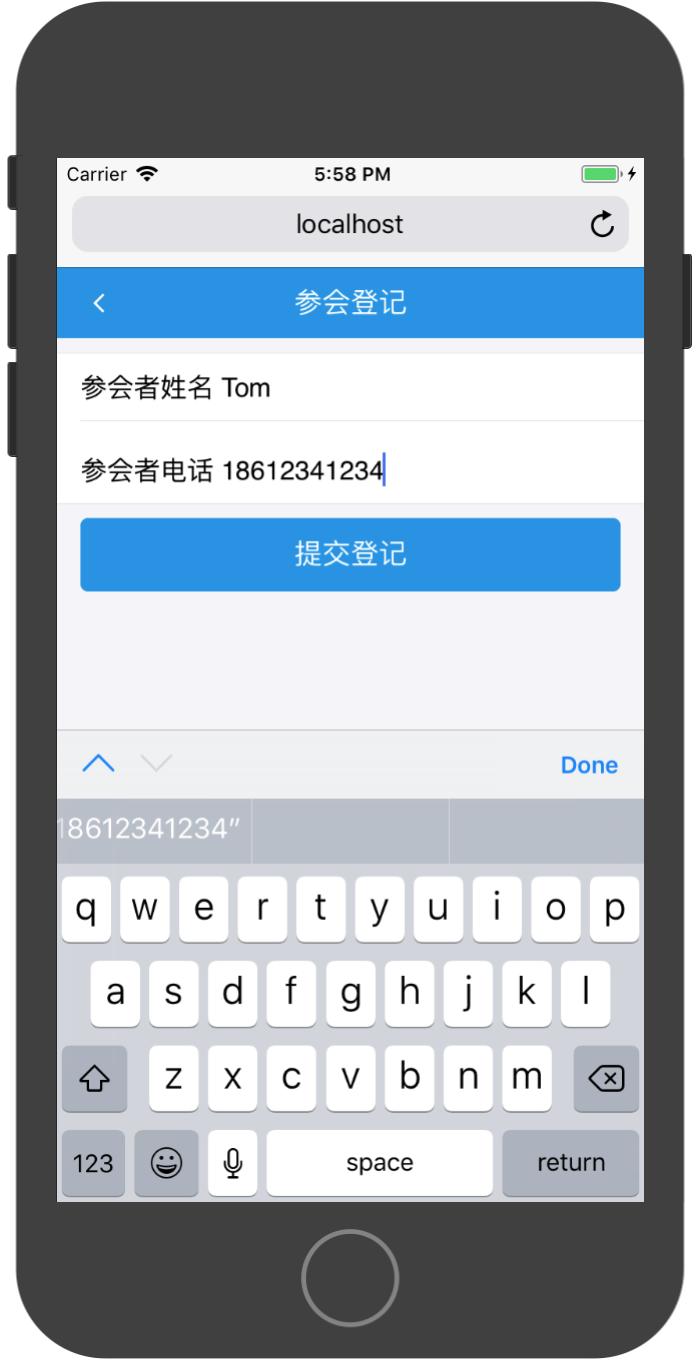 Carrier 5:58 PM
localhost
参会登记
参会者姓名 Tom
参会者电话 18612341234
提交登记
Done
18612341234”
q w e r t y u i o p
a s d f g h j k l
z x c v b n m
123 space return